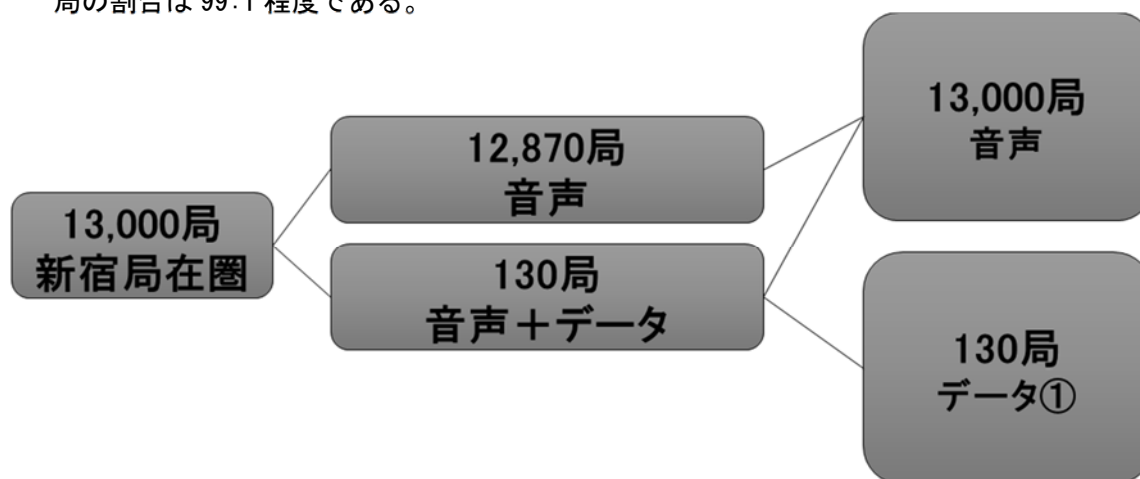 局の割合は 99:1 程度である。
13,000局
新宿局在圏
12,870局
音声
130局
音声＋データ
13,000局
音声
130局
データ①